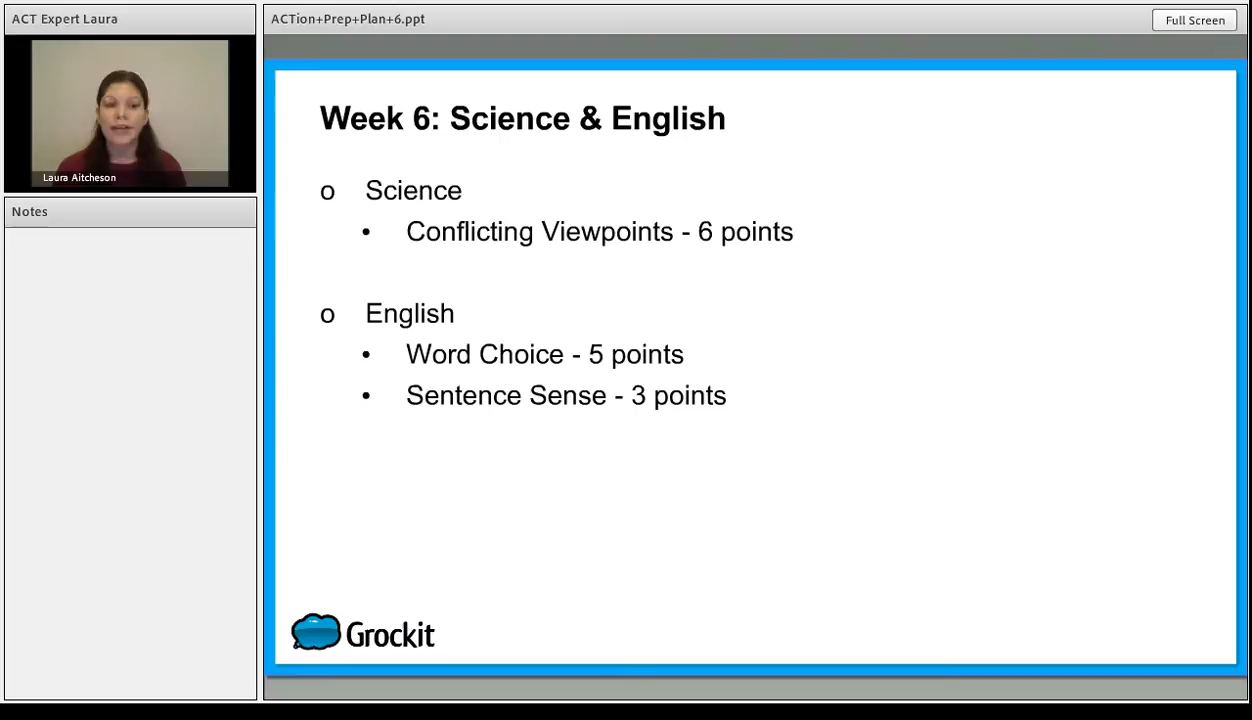 ACT Expert Laura
ACTion+Prep+Plan+6.ppt
Full Screen
Laura Aitcheson
Notes
Week 6: Science & English
o Science
• Conflicting Viewpoints - 6 points
o English
• Word Choice - 5 points
• Sentence Sense - 3 points
Grockit